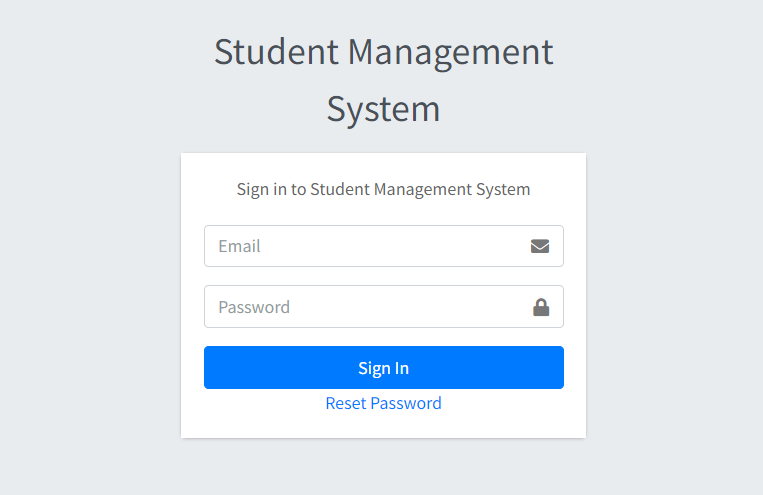 Student Management
System
Sign in to Student Management System
Email
Password
Sign In
Reset Password